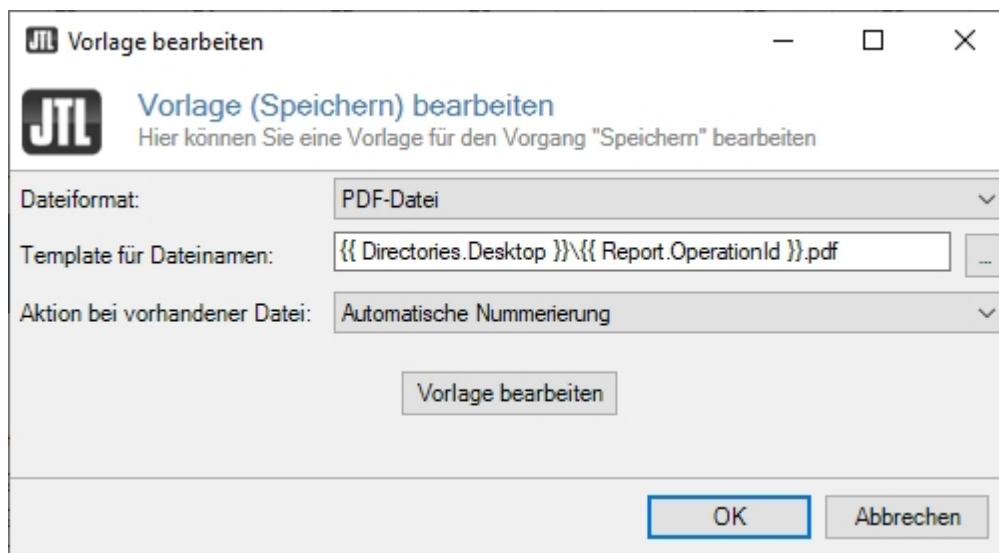 JTL Vorlage bearbeiten
JTL
Vorlage (Speichern) bearbeiten
Hier können Sie eine Vorlage für den Vorgang "Speichern" bearbeiten
Dateiformat: PDF-Datei
Template für Dateinamen: {{ Directories.Desktop }}\{{ Report.OperationId }}.pdf ...
Aktion bei vorhandener Datei: Automatische Nummerierung
Vorlage bearbeiten
OK Abbrechen